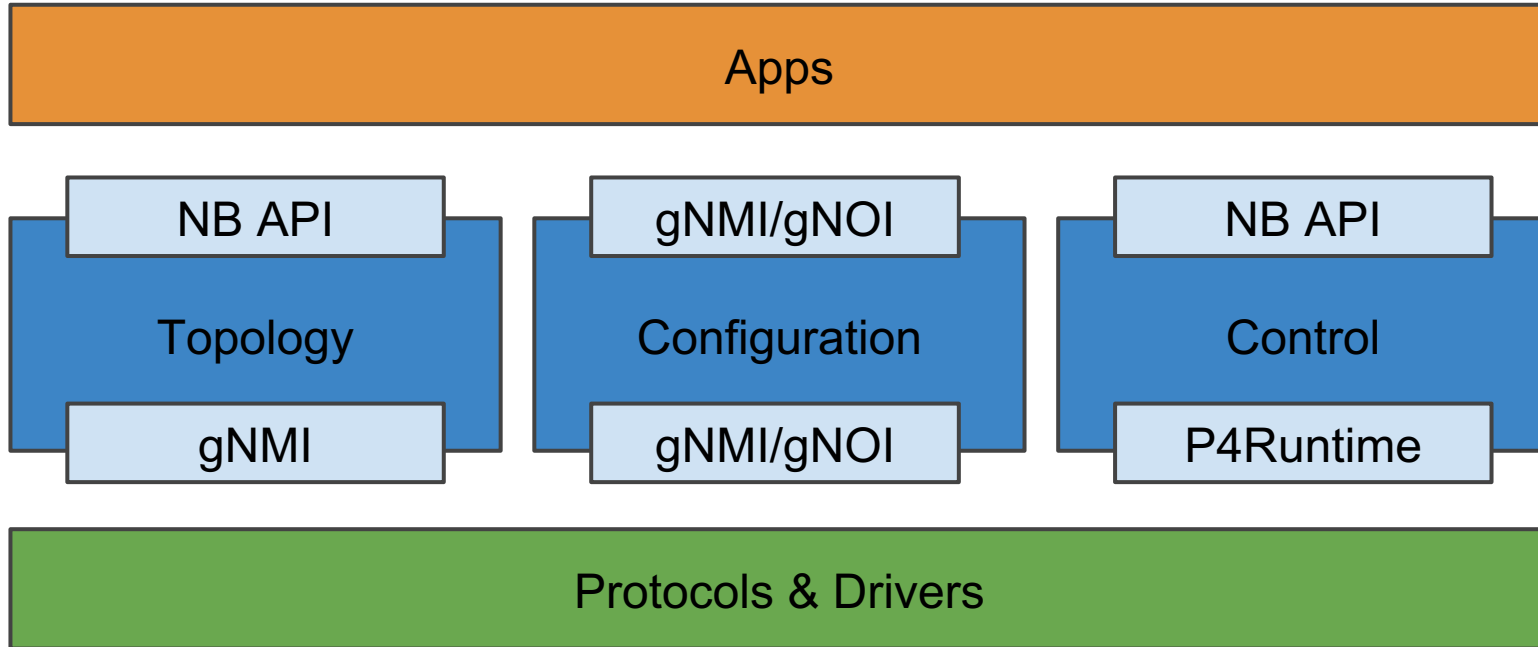 Apps
NB API
gNMI/gNOI
NB API
Topology
Configuration
Control
gNMI
gNMI/gNOI
P4Runtime
Protocols & Drivers